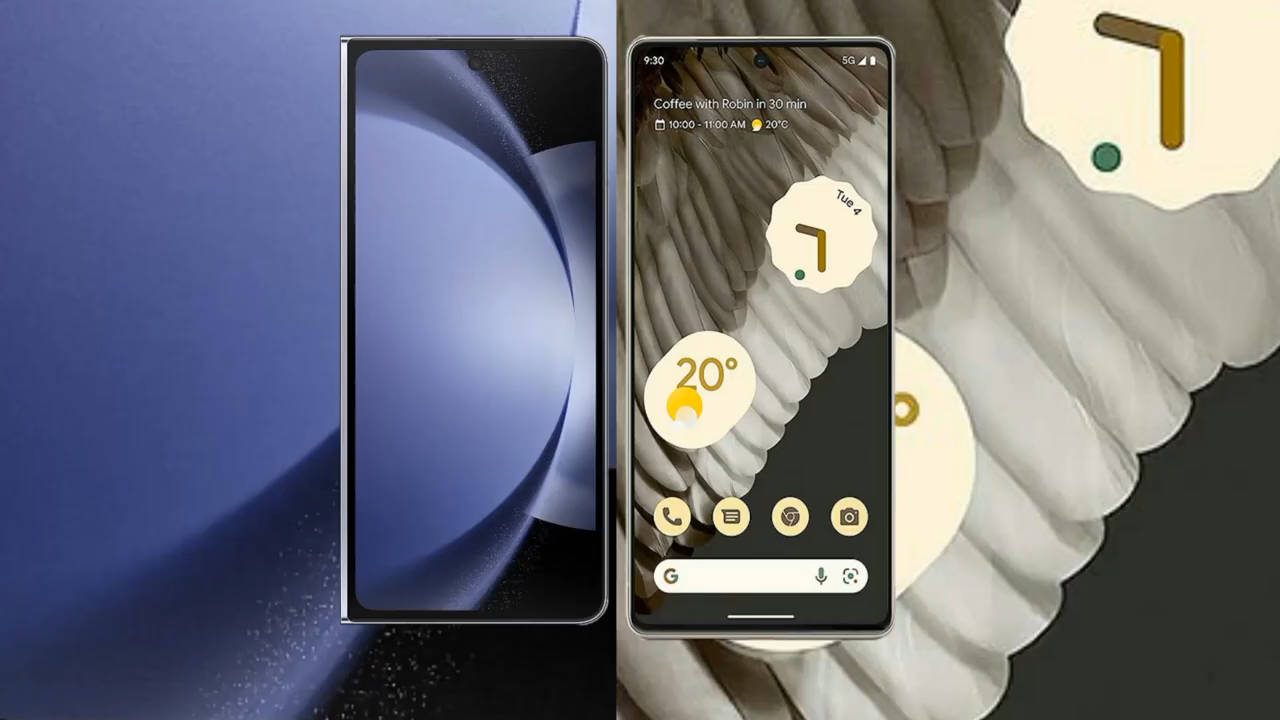 9:30
5G
Coffee with Robin in 30 min
10:00 - 11:00 AM 20°C
Tue 4
20°
G